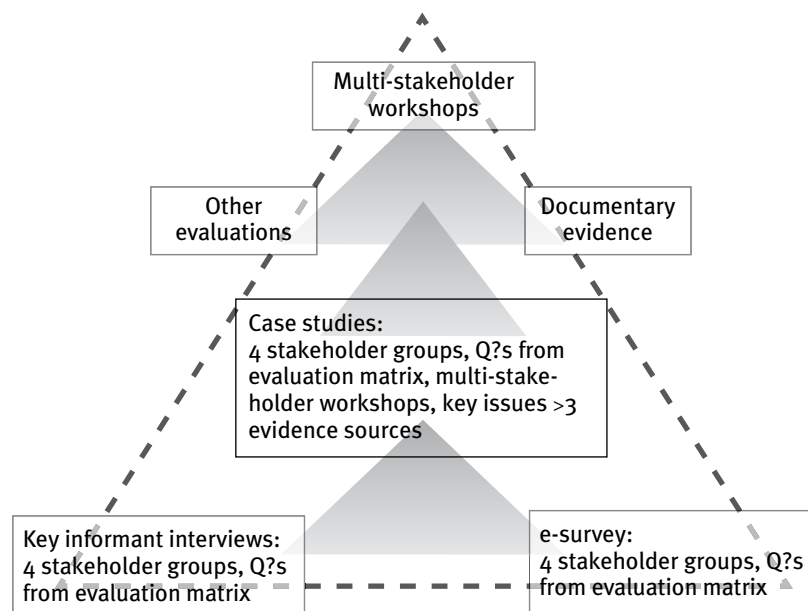 Multi-stakeholder
workshops
Other
evaluations
Documentary
evidence
Case studies:
4 stakeholder groups, Q?s from
evaluation matrix, multi-stake-
holder workshops, key issues >3
evidence sources
Key informant interviews:
4 stakeholder groups, Q?s
from evaluation matrix
e-survey:
4 stakeholder groups, Q?s
from evaluation matrix